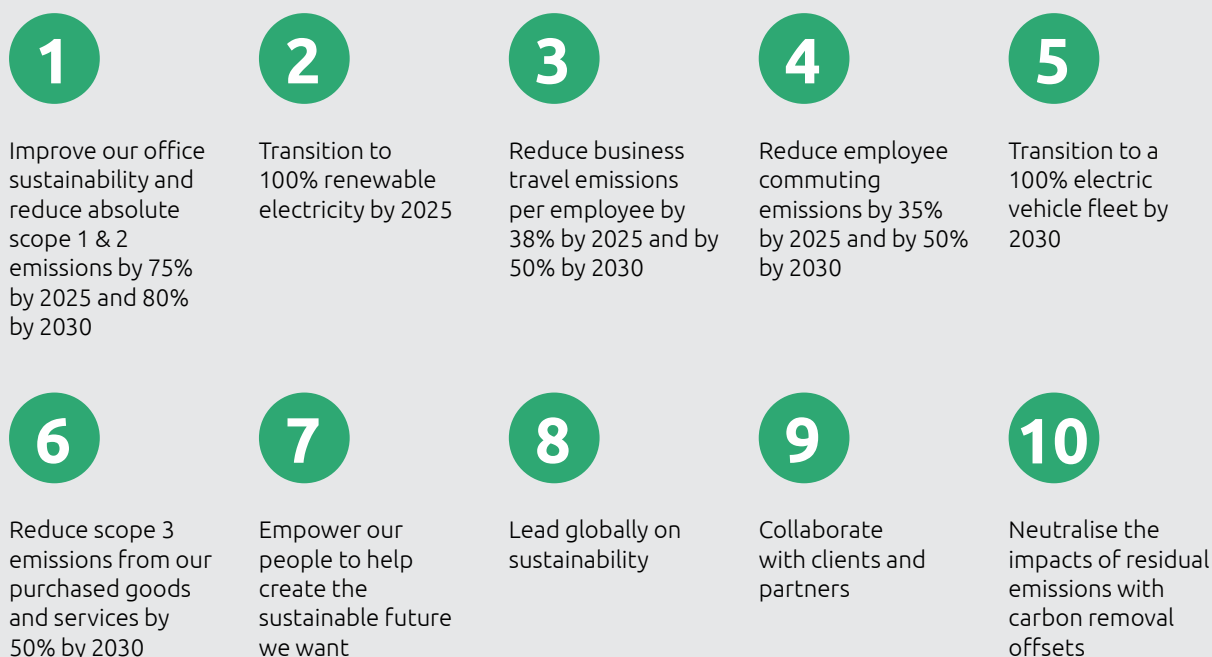 1
Improve our office
sustainability and
reduce absolute
scope 1 & 2
emissions by 75%
by 2025 and 80%
by 2030
2
Transition to
100% renewable
electricity by 2025
3
Reduce business
travel emissions
per employee by
38% by 2025 and by
50% by 2030
4
Reduce employee
commuting
emissions by 35%
by 2025 and by 50%
by 2030
5
Transition to a
100% electric
vehicle fleet by
2030
6
Reduce scope 3
emissions from our
purchased goods
and services by
50% by 2030
7
Empower our
people to help
create the
sustainable future
we want
8
Lead globally on
sustainability
9
Collaborate
with clients and
partners
10
Neutralise the
impacts of residual
emissions with
carbon removal
offsets